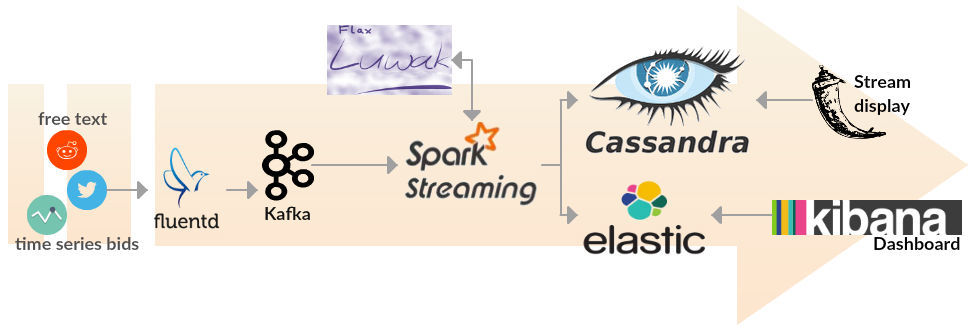 free text
time series bids
fluentd
Kafka
Flax
Luwak
Spark
Streaming
Cassandra
elastic
Stream
display
kibana
Dashboard